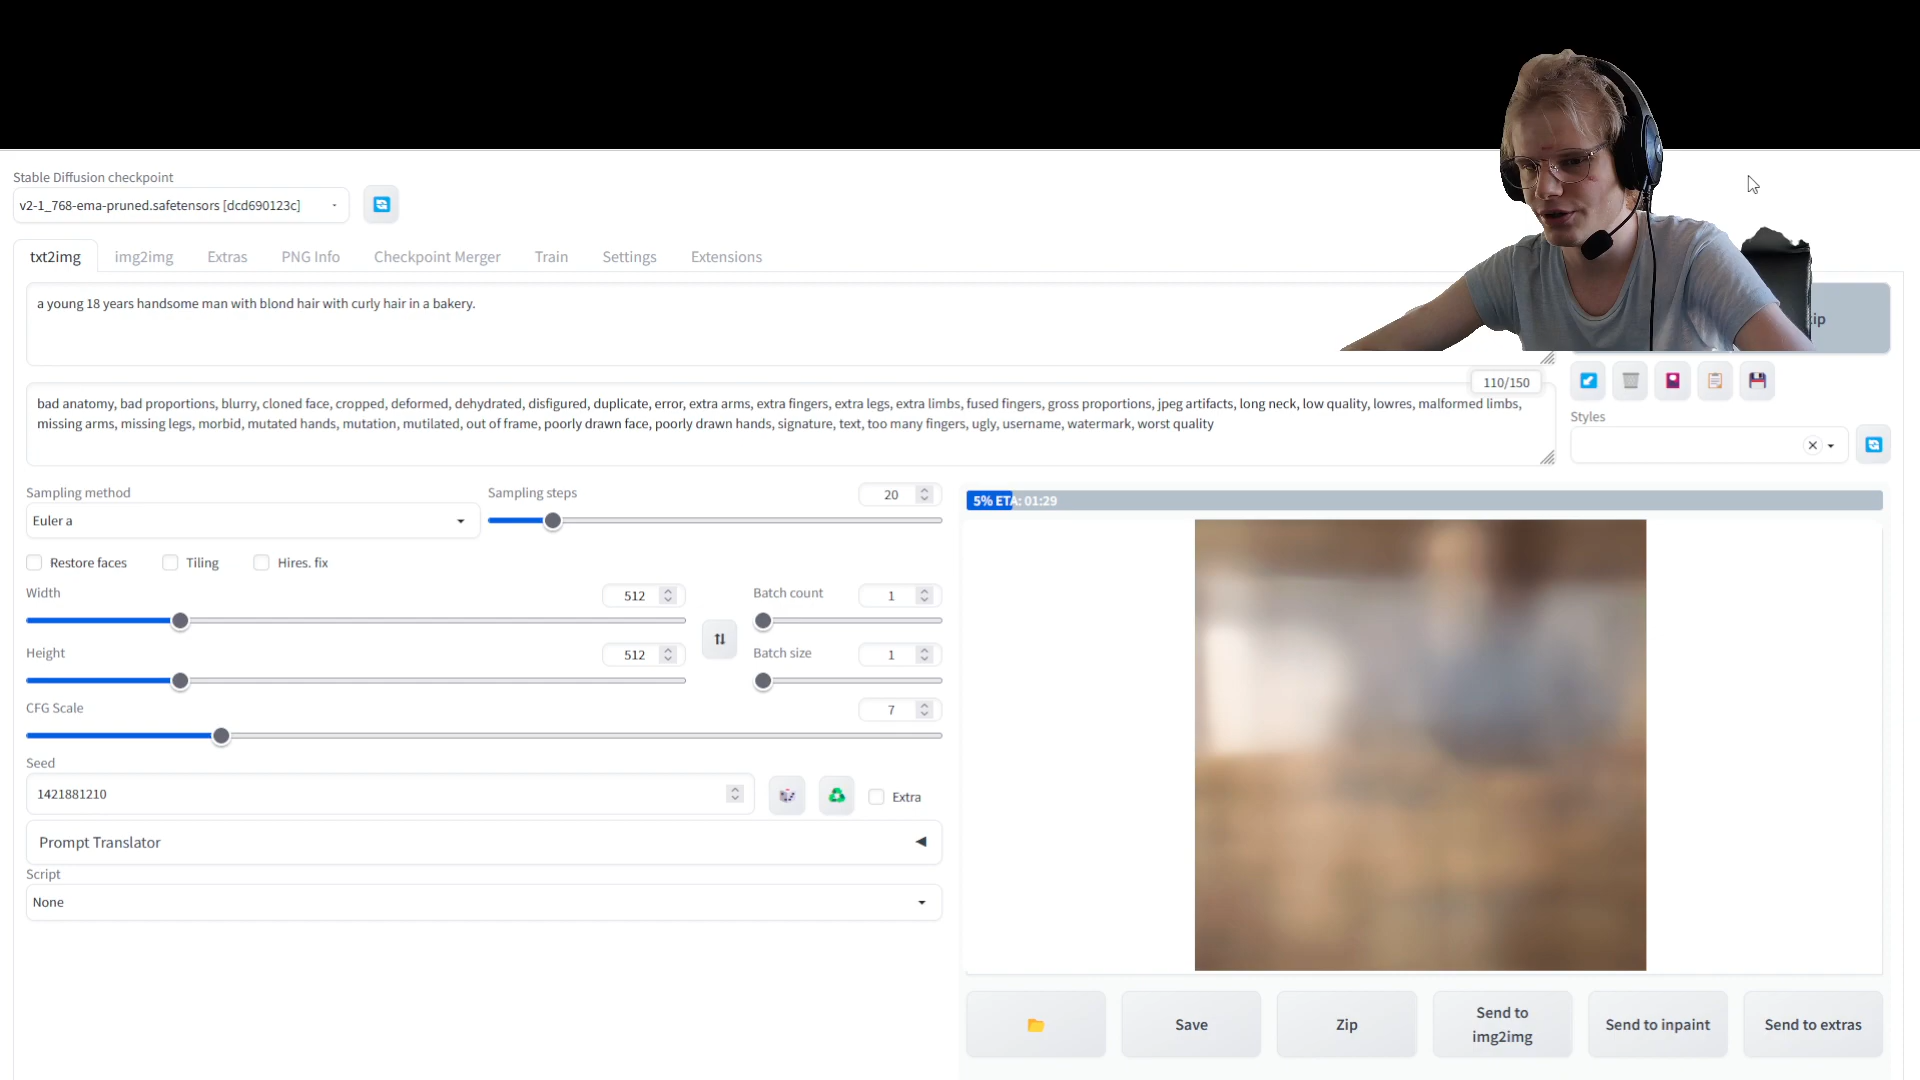 Stable Diffusion checkpoint
v2-1_768-ema-pruned.safetensors [dcd690123c]
txt2img
img2img
Extras
PNG Info
Checkpoint Merger
Train
Settings
Extensions
a young 18 years handsome man with blond hair with curly hair in a bakery.
110/150
bad anatomy, bad proportions, blurry, cloned face, cropped, deformed, dehydrated, disfigured, duplicate, error, extra arms, extra fingers, extra legs, extra limbs, fused fingers, gross proportions, jpeg artifacts, long neck, low quality, lowres, malformed limbs,
missing arms, missing legs, morbid, mutated hands, mutation, mutilated, out of frame, poorly drawn face, poorly drawn hands, signature, text, too many fingers, ugly, username, watermark, worst quality
Styles
Sampling method
Euler a
Sampling steps
20
Restore faces
Tiling
Hires. fix
Width
512
Batch count
1
Height
512
Batch size
1
CFG Scale
7
Seed
1421881210
Extra
Prompt Translator
Script
None
5% ETA: 01:29
Save
Zip
Send to
img2img
Send to inpaint
Send to extras